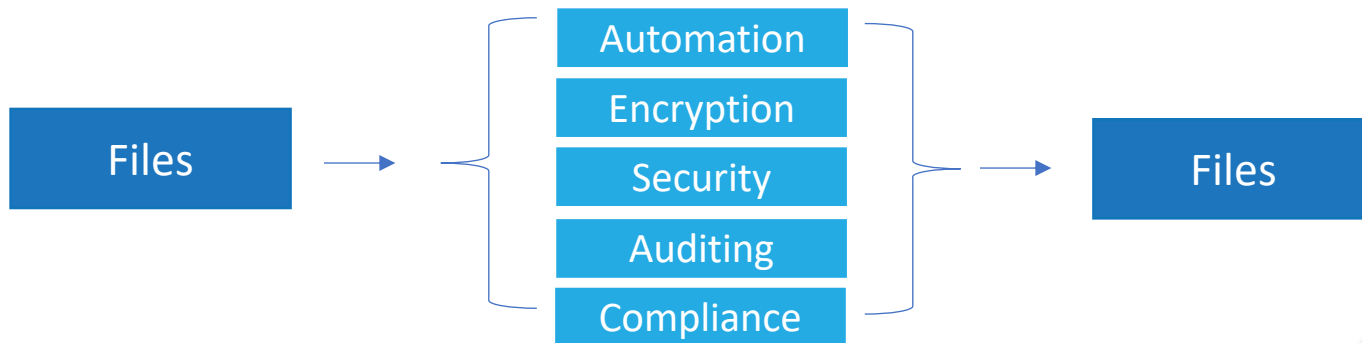 Files
Automation
Encryption
Security
Auditing
Compliance
Files